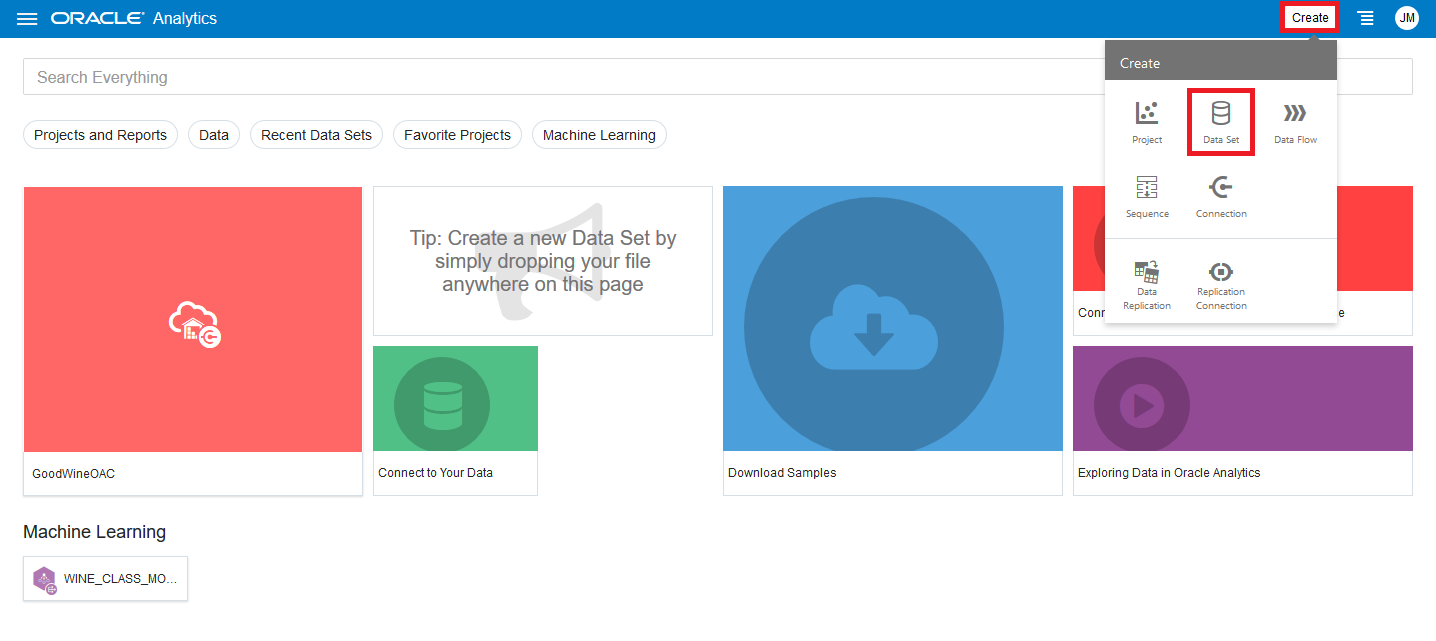 ORACLE® Analytics
Create
JM
Search Everything
Create
Projects and Reports
Data
Recent Data Sets
Favorite Projects
Machine Learning
Project
Data Set
Data Flow
Sequence
Connection
Data
Replication
Replication
Connection
Tip: Create a new Data Set by
simply dropping your file
anywhere on this page
Conn
e
GoodWineOAC
Connect to Your Data
Download Samples
Exploring Data in Oracle Analytics
Machine Learning
WINE_CLASS_MO...